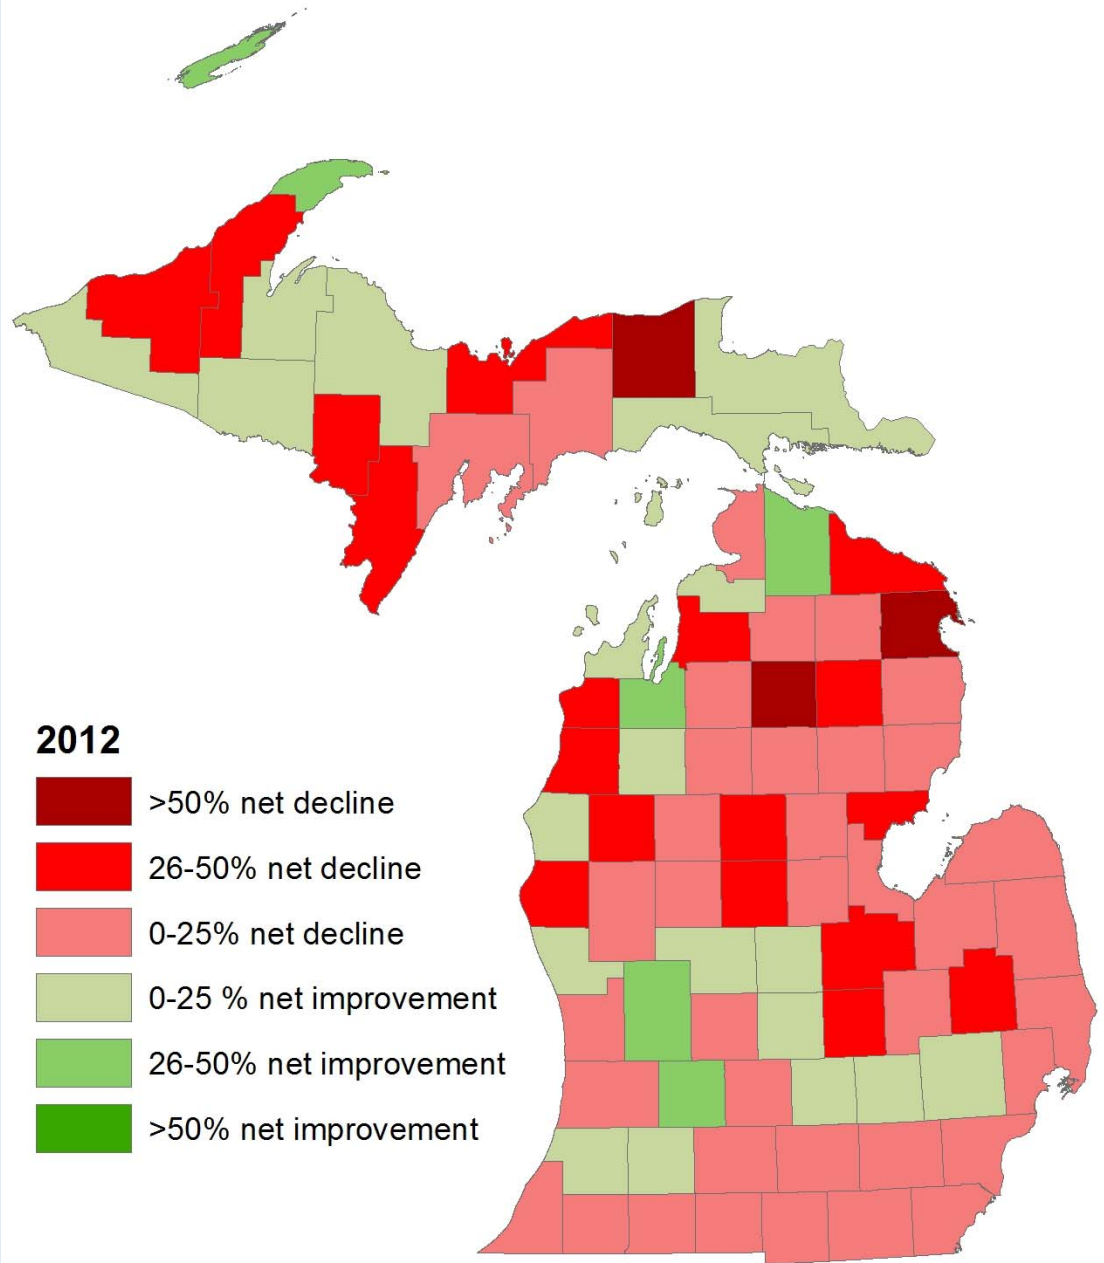 2012
>50% net decline
26-50% net decline
0-25% net decline
0-25 % net improvement
26-50% net improvement
>50% net improvement